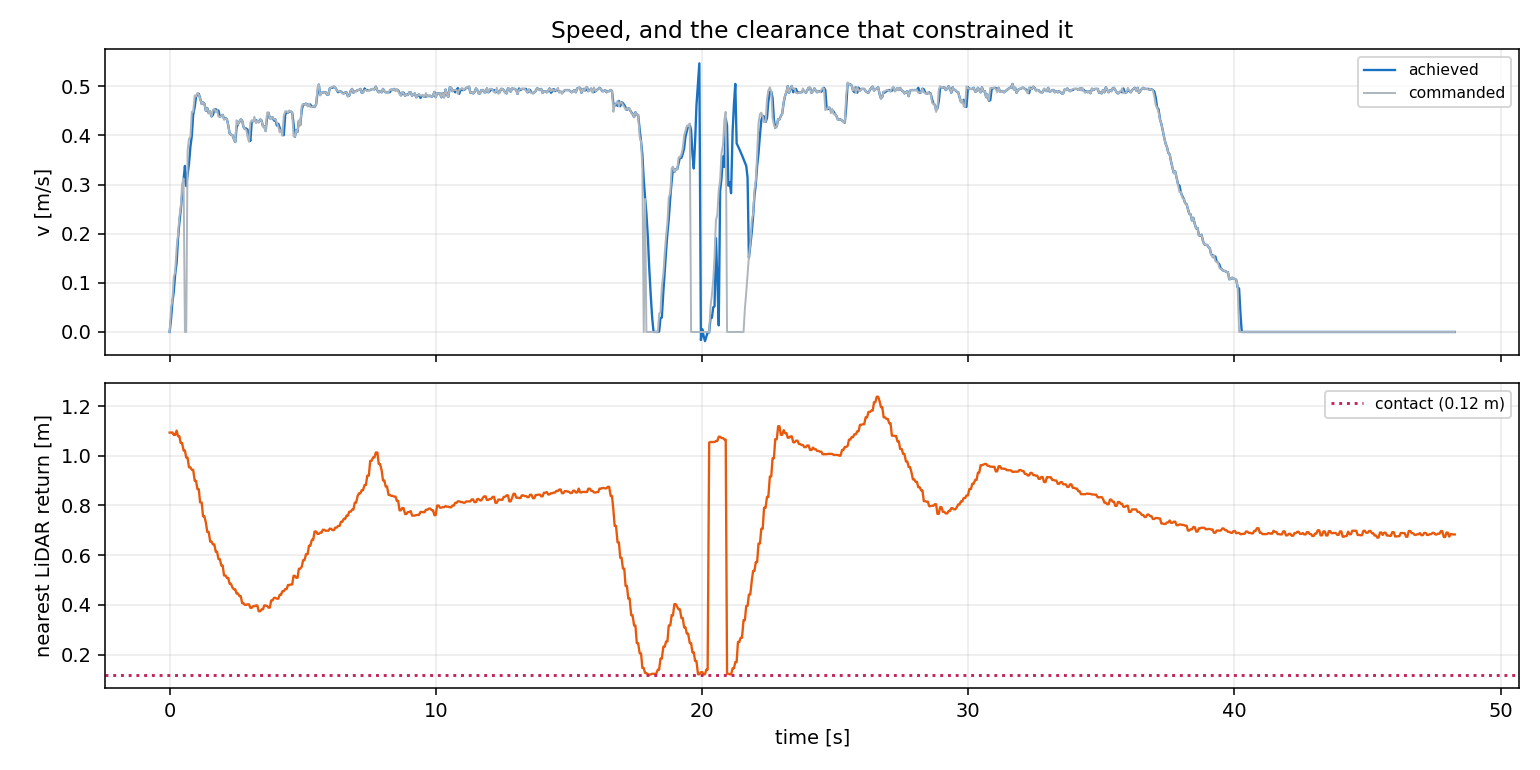 Speed, and the clearance that constrained it
v [m/s]
0.5
0.4
0.3
0.2
0.1
0.0
achieved
commanded
nearest LiDAR return [m]
1.2
1.0
0.8
0.6
0.4
0.2
contact (0.12 m)
0 10 20 30 40 50
time [s]